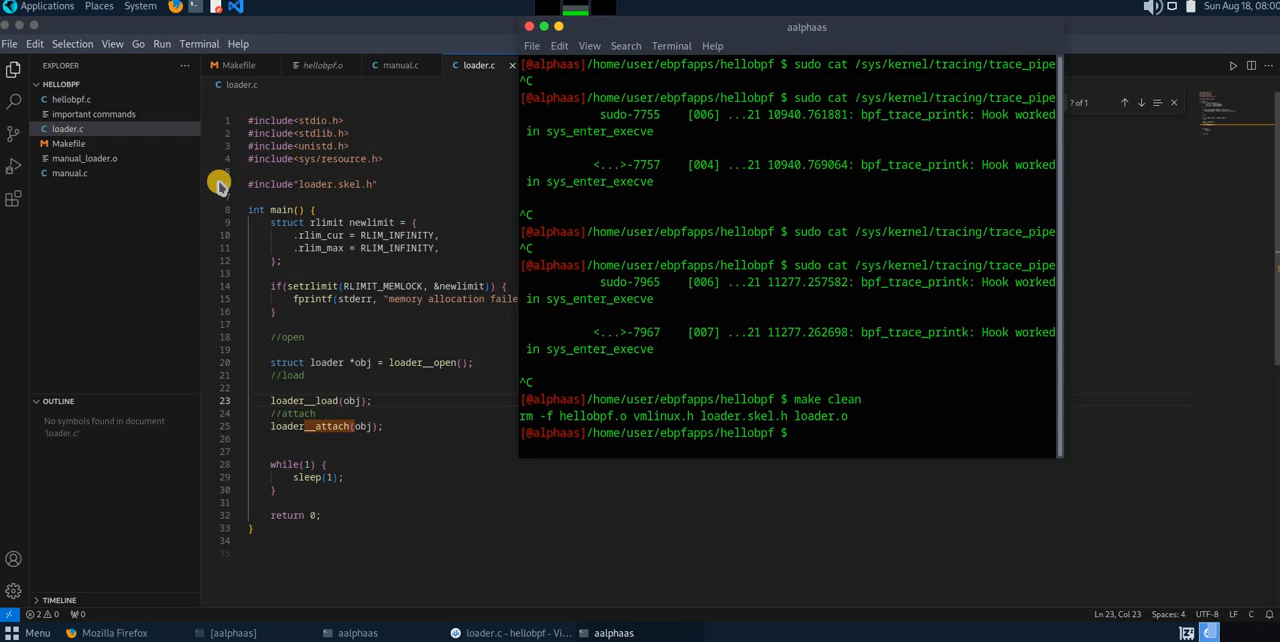 Applications Places System
Sun Aug 18, 08:00
File Edit Selection View Go Run Terminal Help
EXPLORER
HELLOBPF
hellobpf.c
important commands
loader.c
Makefile
manual_loader.o
manual.c
OUTLINE
No symbols found in document
'loader.c'
TIMELINE
Makefile hellobpf.o manual.c loader.c
loader.c
1 #include<stdio.h>
2 #include<stdlib.h>
3 #include<unistd.h>
4 #include<sys/resource.h>
5
#include"loader.skel.h"
7
8 int main() {
9 struct rlimit newlimit = {
10 .rlim_cur = RLIM_INFINITY,
11 .rlim_max = RLIM_INFINITY,
12 };
13
14 if(setrlimit(RLIMIT_MEMLOCK, &newlimit)) {
15 fprintf(stderr, "memory allocation faile
16 }
17
18 //open
19
20 struct loader *obj = loader__open();
21 //load
22
23 loader__load(obj);
24 //attach
25 loader__attach(obj);
26
27
28 while(1) {
29 sleep(1);
30 }
31
32 return 0;
33 }
34
35
? of 1
aalphaas
File Edit View Search Terminal Help
[@alphaas]/home/user/ebpfapps/hellobpf $ sudo cat /sys/kernel/tracing/trace_pipe
^C
[@alphaas]/home/user/ebpfapps/hellobpf $ sudo cat /sys/kernel/tracing/trace_pipe
sudo-7755 [006] ...21 10940.761881: bpf_trace_printk: Hook worked
in sys_enter_execve
<...>-7757 [004] ...21 10940.769064: bpf_trace_printk: Hook worked
in sys_enter_execve
^C
[@alphaas]/home/user/ebpfapps/hellobpf $ sudo cat /sys/kernel/tracing/trace_pipe
^C
[@alphaas]/home/user/ebpfapps/hellobpf $ sudo cat /sys/kernel/tracing/trace_pipe
sudo-7965 [006] ...21 11277.257582: bpf_trace_printk: Hook worked
in sys_enter_execve
<...>-7967 [007] ...21 11277.262698: bpf_trace_printk: Hook worked
in sys_enter_execve
^C
[@alphaas]/home/user/ebpfapps/hellobpf $ make clean
rm -f hellobpf.o vmlinux.h loader.skel.h loader.o
[@alphaas]/home/user/ebpfapps/hellobpf $
2 0 0 Ln 23, Col 23 Spaces: 4 UTF-8 LF C
Menu Mozilla Firefox [aalphaas] aalphaas loader.c - hellobpf - Vi... aalphaas